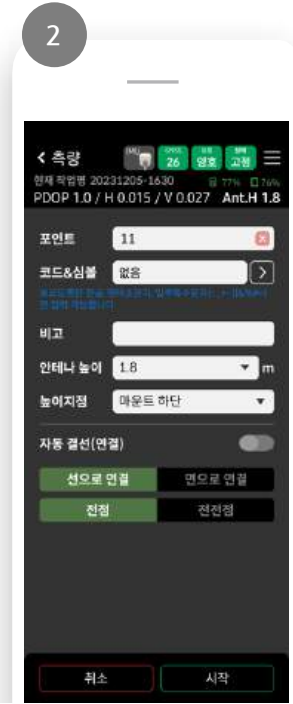 2
< 측량 IMU GNSS 26 양호 고정
현재 작업명 20231205-1630 77% 76%
PDOP 1.0 / H 0.015 / V 0.027 Ant.H 1.8
포인트 11
코드&심볼 없음 >
비고
안테나 높이 1.8 m
높이지점 마운트 하단
자동 결선(연결)
선으로 연결 면으로 연결
전점 전전점
취소 시작